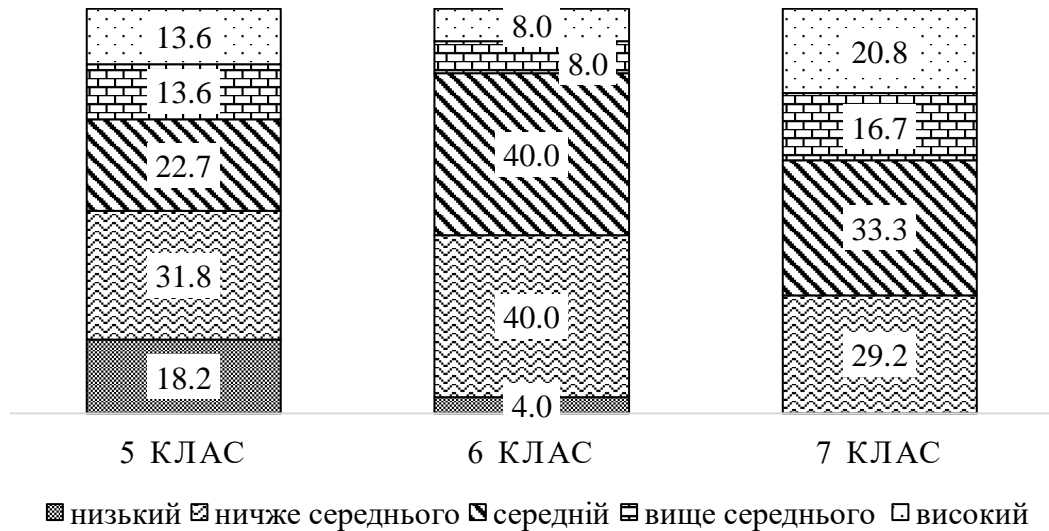 13.6 8.0 20.8
13.6 8.0 16.7
22.7 40.0 33.3
31.8 40.0 29.2
18.2 4.0
5 КЛАС 6 КЛАС 7 КЛАС
низький ничже середнього середній вище середнього високий